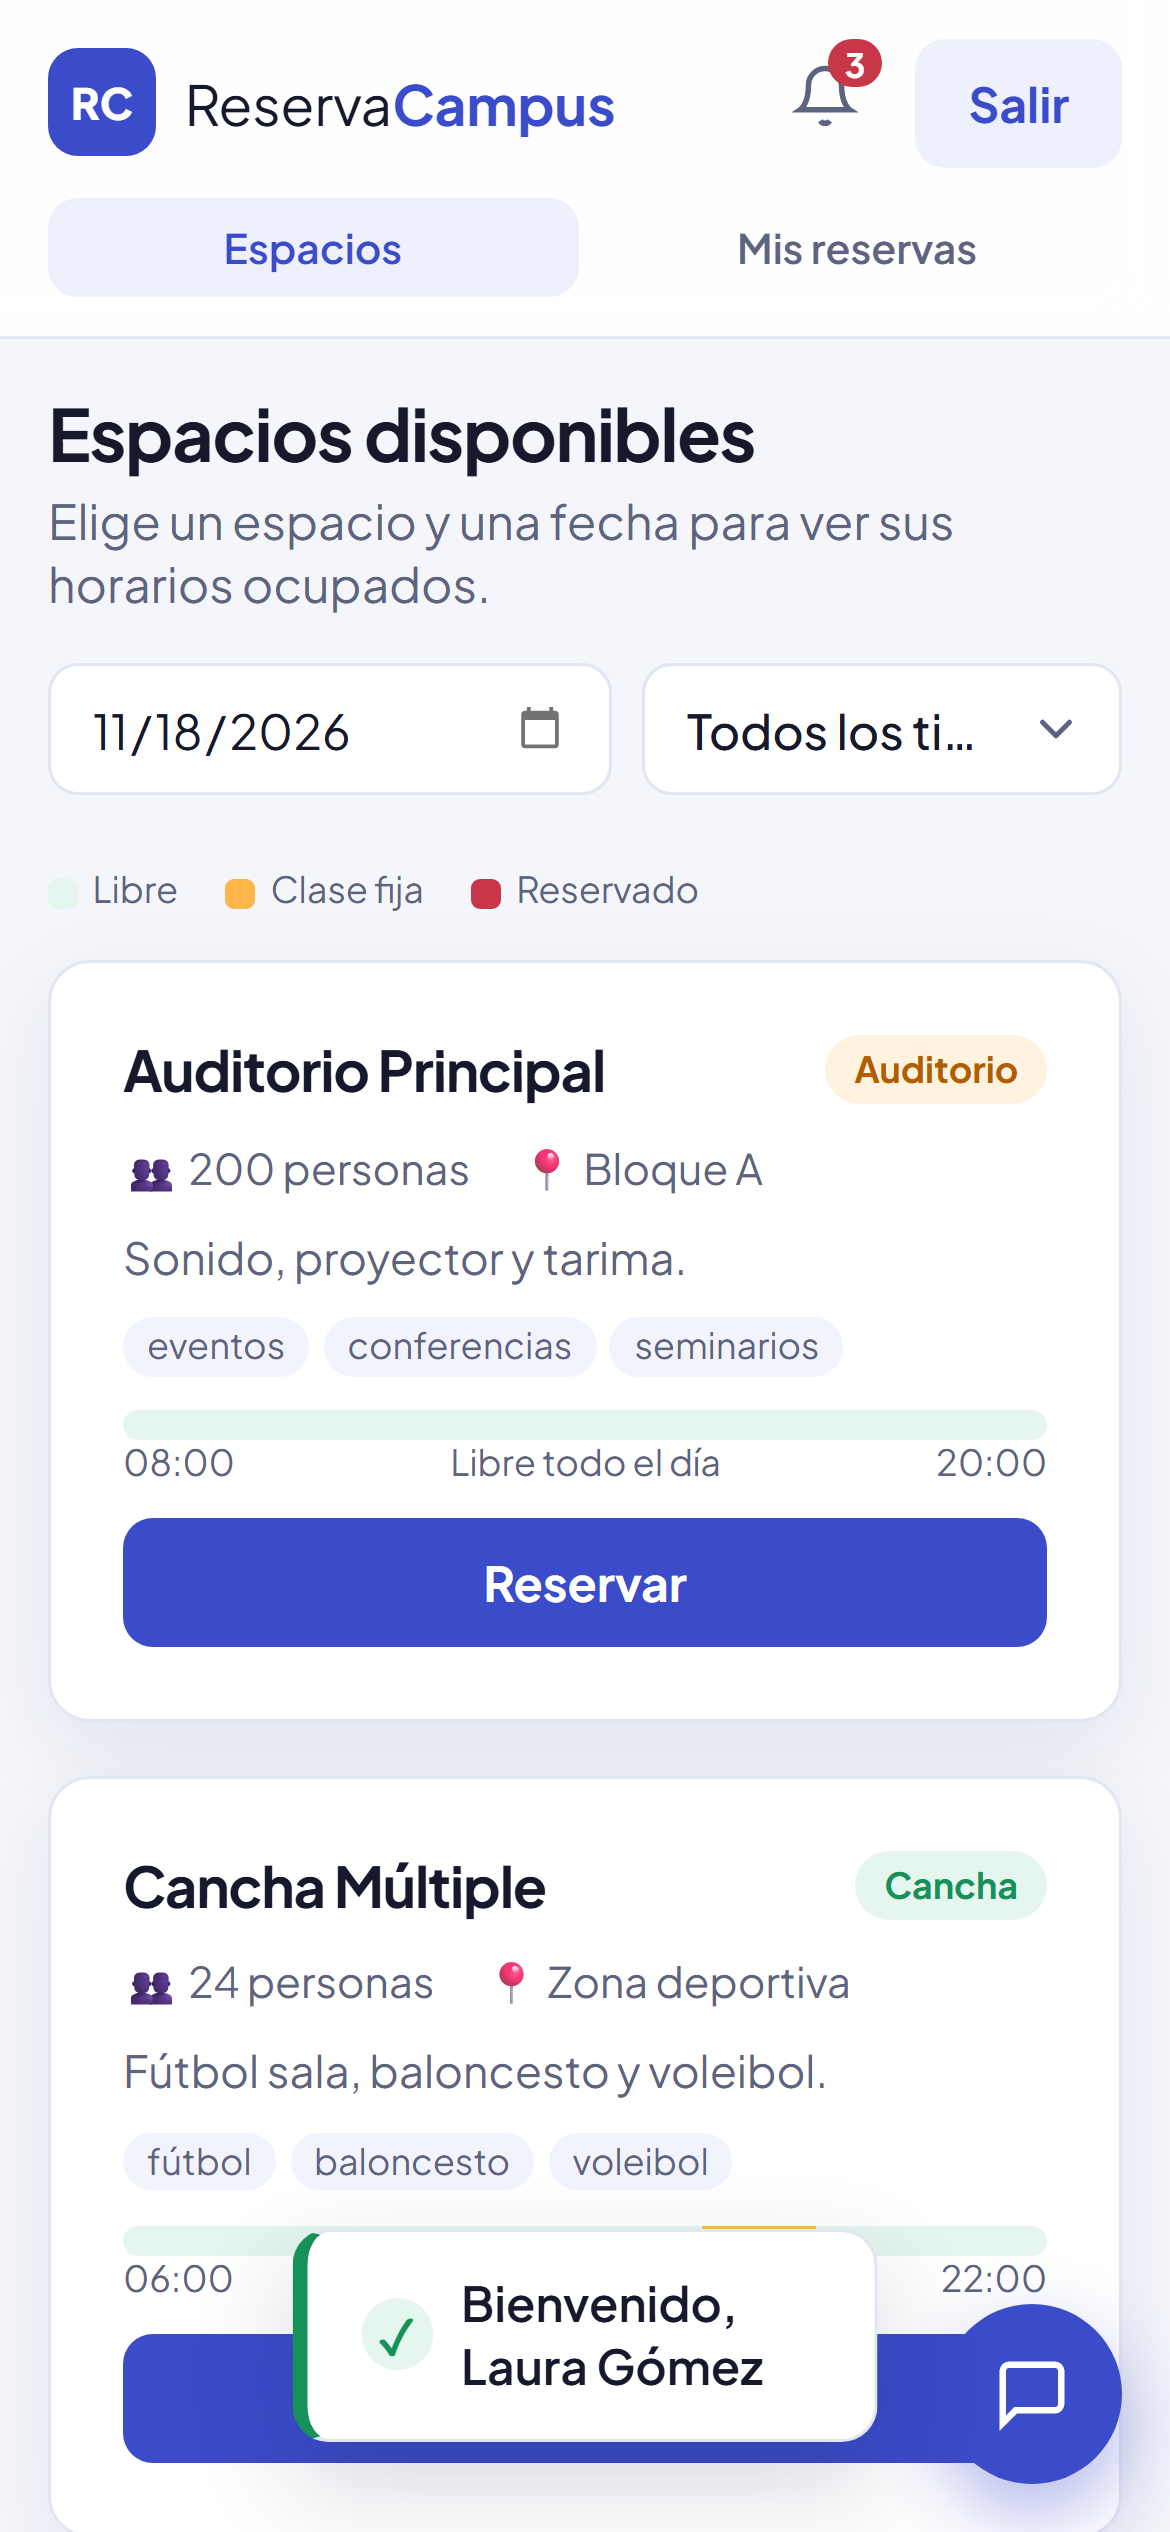 RC ReservaCampus 3 Salir
Espacios Mis reservas
Espacios disponibles
Elige un espacio y una fecha para ver sus
horarios ocupados.
11/18/2026 Todos los ti...
Libre Clase fija Reservado
Auditorio Principal Auditorio
200 personas Bloque A
Sonido, proyector y tarima.
eventos conferencias seminarios
08:00 Libre todo el día 20:00
Reservar
Cancha Múltiple Cancha
24 personas Zona deportiva
Fútbol sala, baloncesto y voleibol.
fútbol baloncesto voleibol
06:00 22:00
Bienvenido,
Laura Gómez